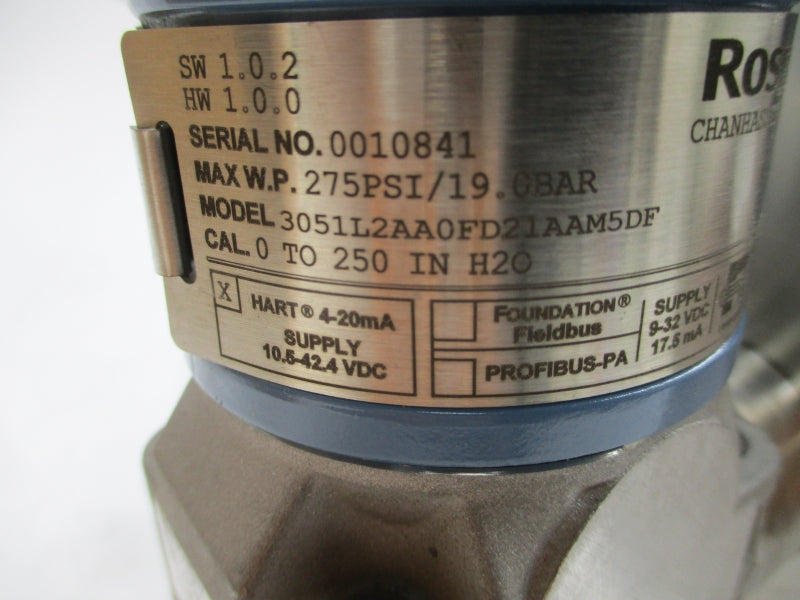 SW 1.0.2
HW 1.0.0
SERIAL NO. 0010841
MAX W.P. 275PSI/19.0BAR
MODEL 3051L2AA0FD21AAM5DF
CAL. 0 TO 250 IN H2O
X HART® 4-20mA
SUPPLY
10.5-42.4 VDC
FOUNDATION®
Fieldbus
PROFIBUS-PA
SUPPLY
9-32 VDC
17.5 mA
Ros
CHANHAS